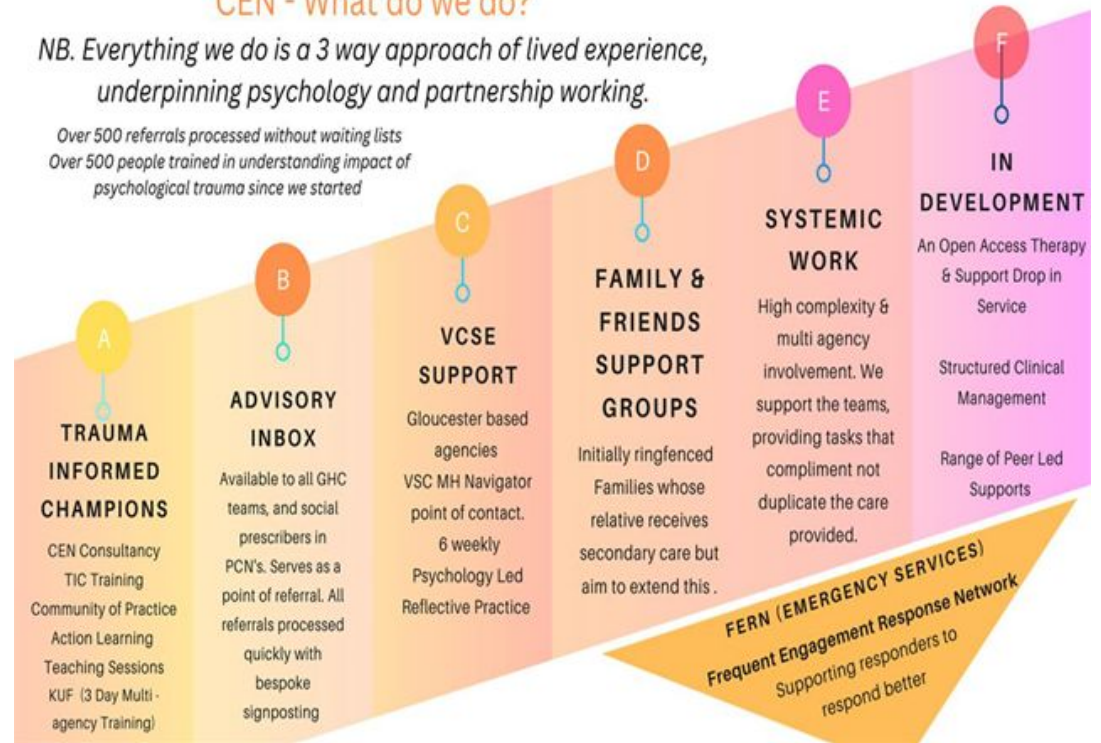 CEN - What do we do?
NB. Everything we do is a 3 way approach of lived experience,
underpinning psychology and partnership working.
Over 500 referrals processed without waiting lists
Over 500 people trained in understanding impact of
psychological trauma since we started
A
TRAUMA
INFORMED
CHAMPIONS
CEN Consultancy
TIC Training
Community of Practice
Action Learning
Teaching Sessions
KUF (3 Day Multi -
agency Training)
B
ADVISORY
INBOX
Available to all GHC
teams, and social
prescribers in
PCN's. Serves as a
point of referral. All
referrals processed
quickly with
bespoke
signposting
C
VCSE
SUPPORT
Gloucester based
agencies
VSC MH Navigator
point of contact.
6 weekly
Psychology Led
Reflective Practice
D
FAMILY &
FRIENDS
SUPPORT
GROUPS
Initially ringfenced
Families whose
relative receives
secondary care but
aim to extend this .
E
SYSTEMIC
WORK
High complexity &
multi agency
involvement. We
support the teams,
providing tasks that
compliment not
duplicate the care
provided.
F
IN
DEVELOPMENT
An Open Access Therapy
& Support Drop in
Service
Structured Clinical
Management
Range of Peer Led
Supports
FERN (EMERGENCY SERVICES)
Frequent Engagement Response Network
Supporting responders to
respond better